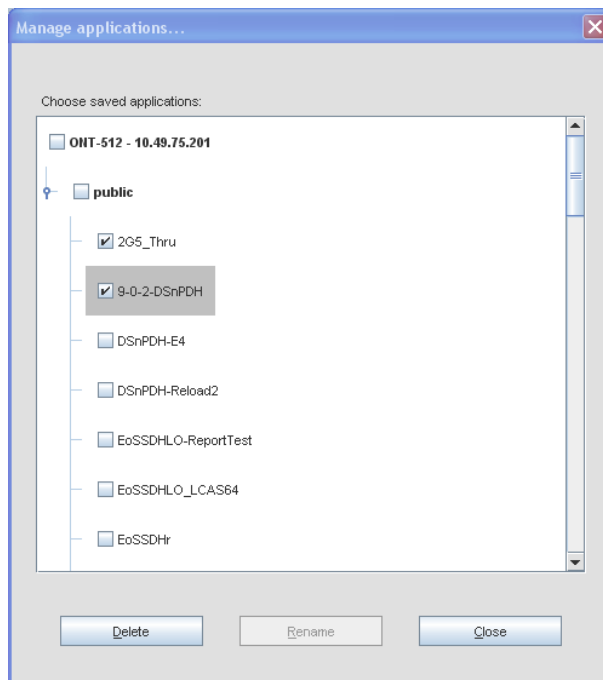 Manage applications...
Choose saved applications:
ONT-512 - 10.49.75.201
public
2G5_Thru
9-0-2-DSnPDH
DSnPDH-E4
DSnPDH-Reload2
EoSSDHLO-ReportTest
EoSSDHLO_LCAS64
EoSSDHr
Delete
Rename
Close